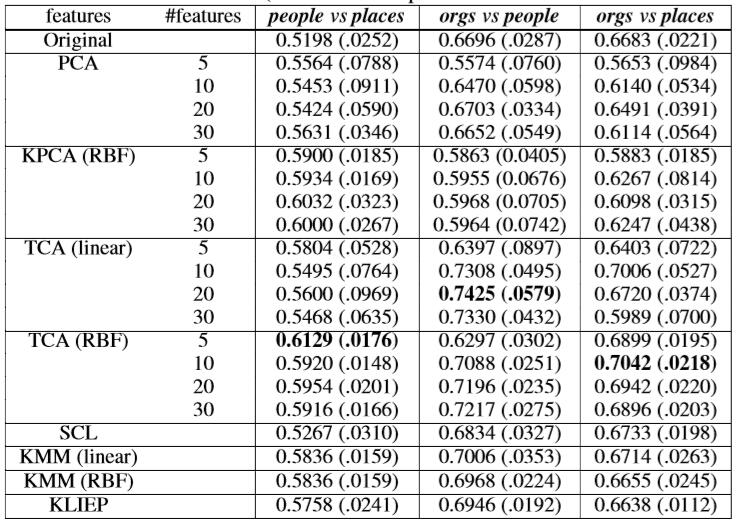 features #features people vs places orgs vs people orgs vs places
Original 0.5198 (.0252) 0.6696 (.0287) 0.6683 (.0221)
PCA 5 0.5564 (.0788) 0.5574 (.0760) 0.5653 (.0984)
10 0.5453 (.0911) 0.6470 (.0598) 0.6140 (.0534)
20 0.5424 (.0590) 0.6703 (.0334) 0.6491 (.0391)
30 0.5631 (.0346) 0.6652 (.0549) 0.6114 (.0564)
KPCA (RBF) 5 0.5900 (.0185) 0.5863 (0.0405) 0.5883 (.0185)
10 0.5934 (.0169) 0.5955 (0.0676) 0.6267 (.0814)
20 0.6032 (.0323) 0.5968 (0.0705) 0.6098 (.0315)
30 0.6000 (.0267) 0.5964 (0.0742) 0.6247 (.0438)
TCA (linear) 5 0.5804 (.0528) 0.6397 (.0897) 0.6403 (.0722)
10 0.5495 (.0764) 0.7308 (.0495) 0.7006 (.0527)
20 0.5600 (.0969) 0.7425 (.0579) 0.6720 (.0374)
30 0.5468 (.0635) 0.7330 (.0432) 0.5989 (.0700)
TCA (RBF) 5 0.6129 (.0176) 0.6297 (.0302) 0.6899 (.0195)
10 0.5920 (.0148) 0.7088 (.0251) 0.7042 (.0218)
20 0.5954 (.0201) 0.7196 (.0235) 0.6942 (.0220)
30 0.5916 (.0166) 0.7217 (.0275) 0.6896 (.0203)
SCL 0.5267 (.0310) 0.6834 (.0327) 0.6733 (.0198)
KMM (linear) 0.5836 (.0159) 0.7006 (.0353) 0.6714 (.0263)
KMM (RBF) 0.5836 (.0159) 0.6968 (.0224) 0.6655 (.0245)
KLIEP 0.5758 (.0241) 0.6946 (.0192) 0.6638 (.0112)